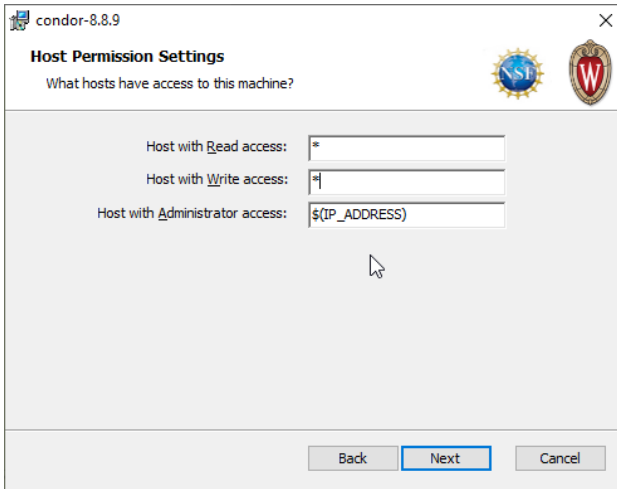 condor-8.8.9
Host Permission Settings
What hosts have access to this machine?
NSF
W
Host with Read access: *
Host with Write access: *
Host with Administrator access: $(IP_ADDRESS)
Back Next Cancel